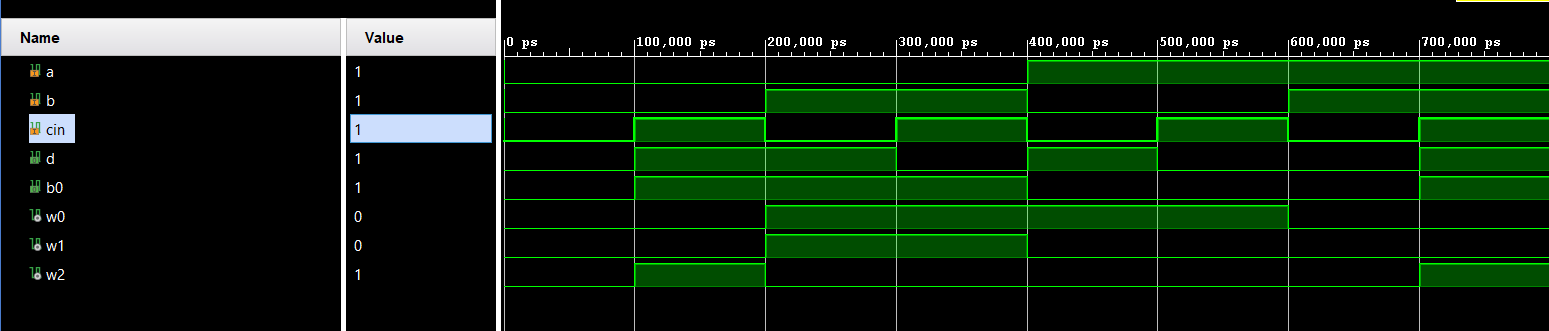 Name Value
0 ps 100,000 ps 200,000 ps 300,000 ps 400,000 ps 500,000 ps 600,000 ps 700,000 ps
a 1
b 1
cin 1
d 1
b0 1
w0 0
w1 0
w2 1